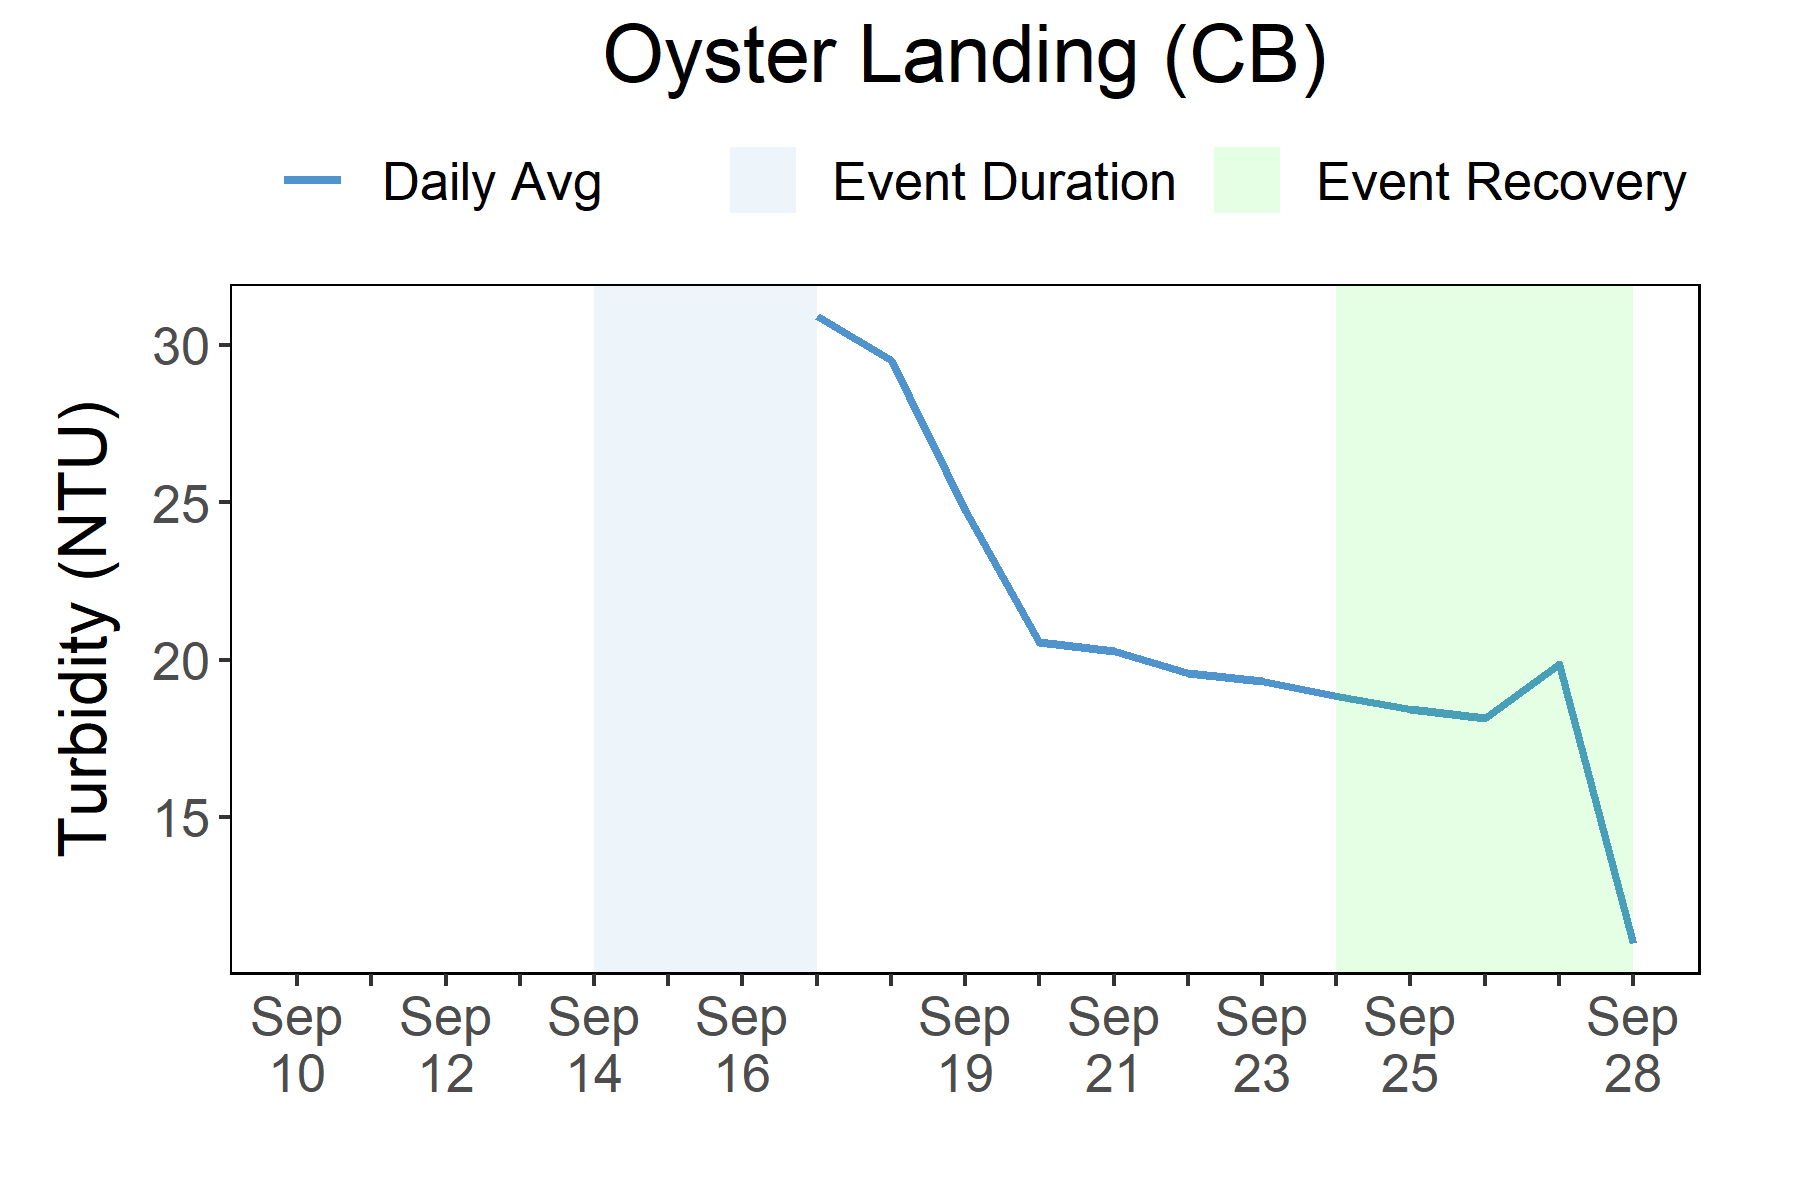 Oyster Landing (CB)
Daily Avg Event Duration Event Recovery
Turbidity (NTU)
30
25
20
15
Sep Sep Sep Sep Sep Sep Sep Sep Sep
10 12 14 16 19 21 23 25 28